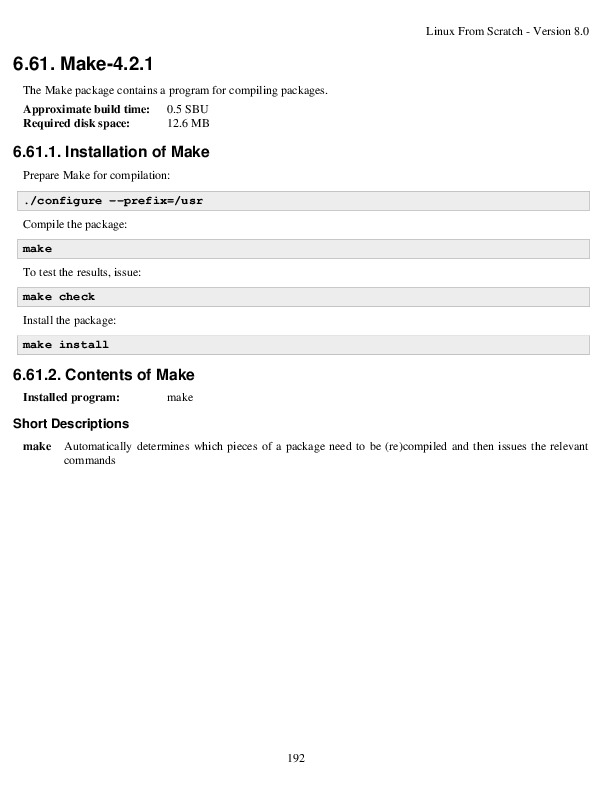 Linux From Scratch - Version 8.0
6.61. Make-4.2.1
The Make package contains a program for compiling packages.
Approximate build time: 0.5 SBU
Required disk space: 12.6 MB
6.61.1. Installation of Make
Prepare Make for compilation:
./configure --prefix=/usr
Compile the package:
make
To test the results, issue:
make check
Install the package:
make install
6.61.2. Contents of Make
Installed program: make
Short Descriptions
make Automatically determines which pieces of a package need to be (re)compiled and then issues the relevant
commands
192